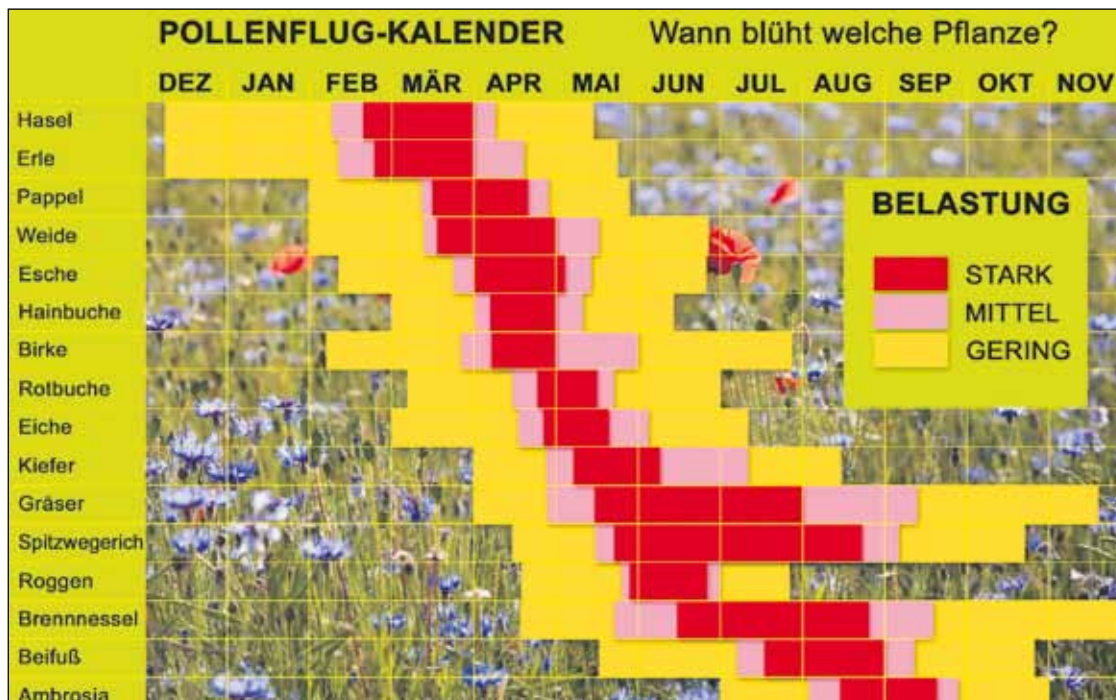 POLLENFLUG-KALENDER Wann blüht welche Pflanze?
DEZ JAN FEB MÄR APR MAI JUN JUL AUG SEP OKT NOV
Hasel
Erle
Pappel
Weide
Esche
Hainbuche
Birke
Rotbuche
Eiche
Kiefer
Gräser
Spitzwegerich
Roggen
Brennnessel
Beifuß
Ambrosia
BELASTUNG
STARK
MITTEL
GERING